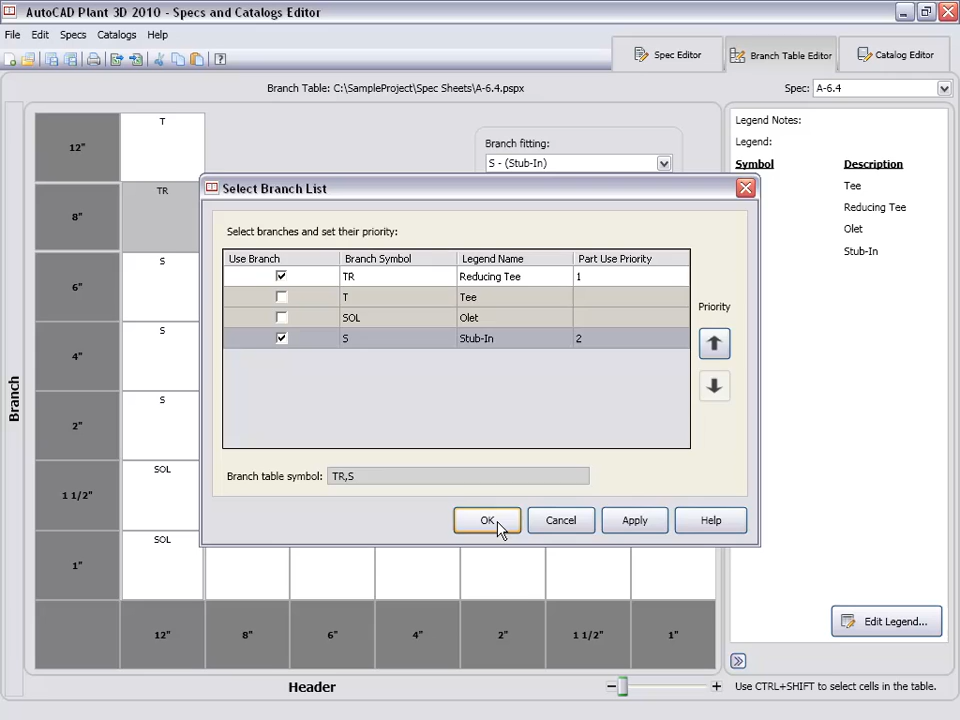 AutoCAD Plant 3D 2010 - Specs and Catalogs Editor
File Edit Specs Catalogs Help
Spec Editor
Branch Table Editor
Catalog Editor
Branch Table: C:\SampleProject\Spec Sheets\A-6.4.pspx
Spec: A-6.4
Branch fitting:
S - (Stub-In)
Legend Notes:
Legend:
Symbol Description
Tee
Reducing Tee
Olet
Stub-In
12" T
8" TR
6" S
4" S
2" S
1 1/2" SOL
1" SOL
Branch
Select Branch List
Select branches and set their priority:
Use Branch Branch Symbol Legend Name Part Use Priority
TR Reducing Tee 1
T Tee
SOL Olet
S Stub-In 2
Priority
Branch table symbol: TR,S
OK Cancel Apply Help
12" 8" 6" 4" 2" 1 1/2" 1"
Header
Edit Legend...
Use CTRL+SHIFT to select cells in the table.